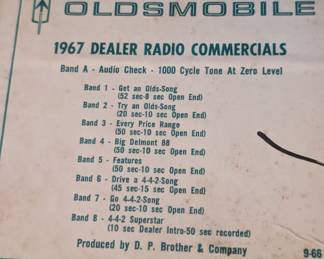 OLDSMOBILE
1967 DEALER RADIO COMMERCIALS
Band A - Audio Check - 1000 Cycle Tone At Zero Level
Band 1 - Get an Olds-Song
(52 sec-8 sec Open End)
Band 2 - Try an Olds-Song
(20 sec-10 sec Open End)
Band 3 - Every Price Range
(50 sec-10 sec Open End)
Band 4 - Big Delmont 88
(50 sec-10 sec Open End)
Band 5 - Features
(50 sec-10 sec Open End)
Band 6 - Drive a 4-4-2-Song
(45 sec-15 sec Open End)
Band 7 - Go 4-4-2-Song
(20 sec-10 sec Open End)
Band 8 - 4-4-2 Superstar
(10 sec Dealer Intro-50 sec recorded)
Produced by D. P. Brother & Company
9-66